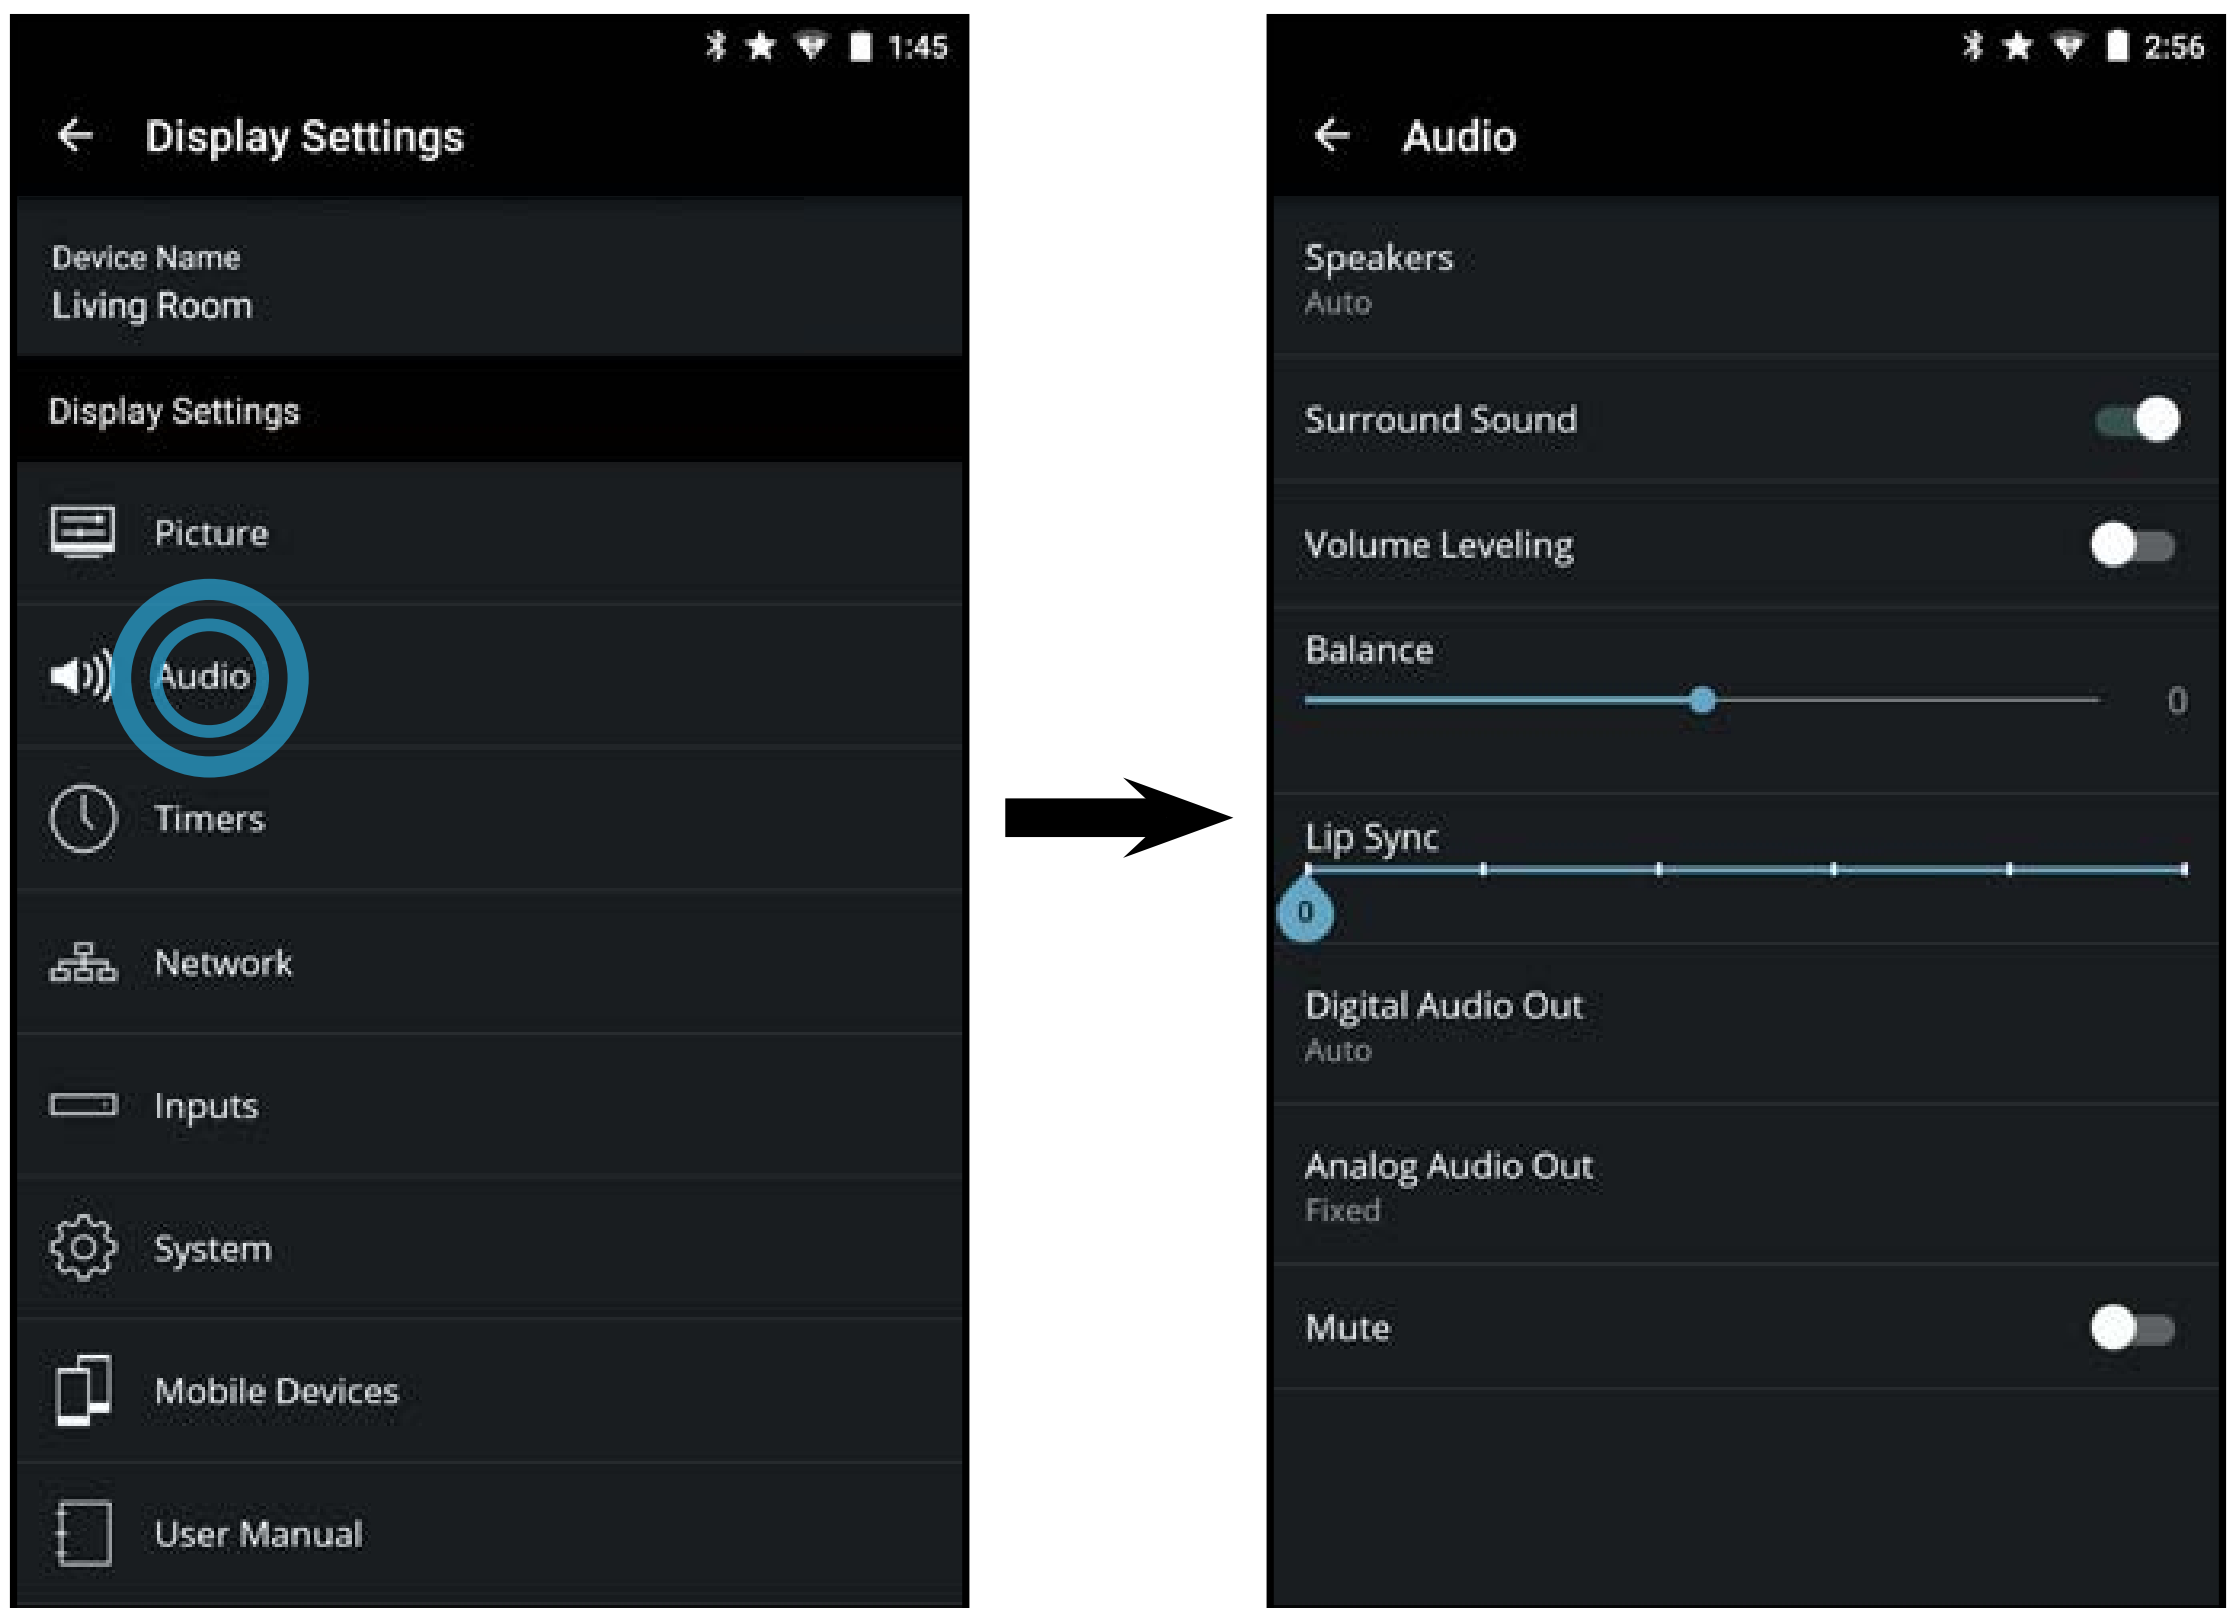 1:45
Display Settings
Device Name
Living Room
Display Settings
Picture
Audio
Timers
Network
Inputs
System
Mobile Devices
User Manual
2:56
Audio
Speakers
Auto
Surround Sound
Volume Leveling
Balance
0
Lip Sync
0
Digital Audio Out
Auto
Analog Audio Out
Fixed
Mute